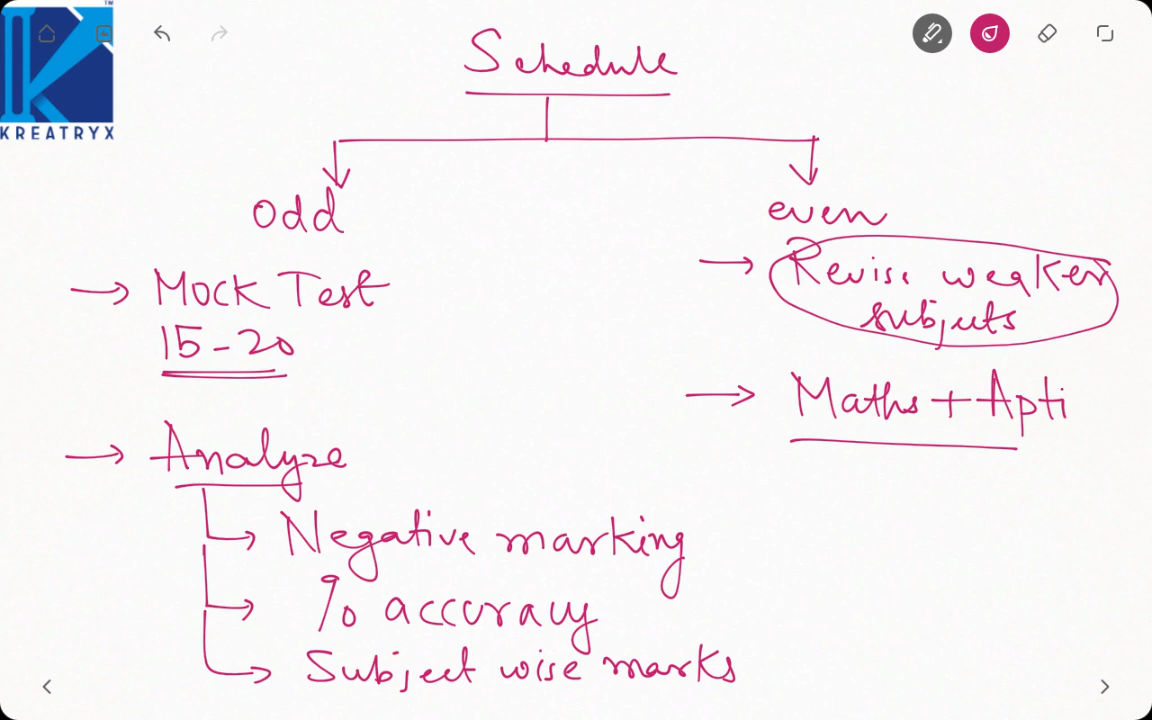 TM
KREATRYX
Schedule
Odd
→ Mock Test
15-20
→ Analyze
→ Negative marking
→ % accuracy
→ Subject wise marks
even
→ Revise weaker
subjects
→ Maths + Apti